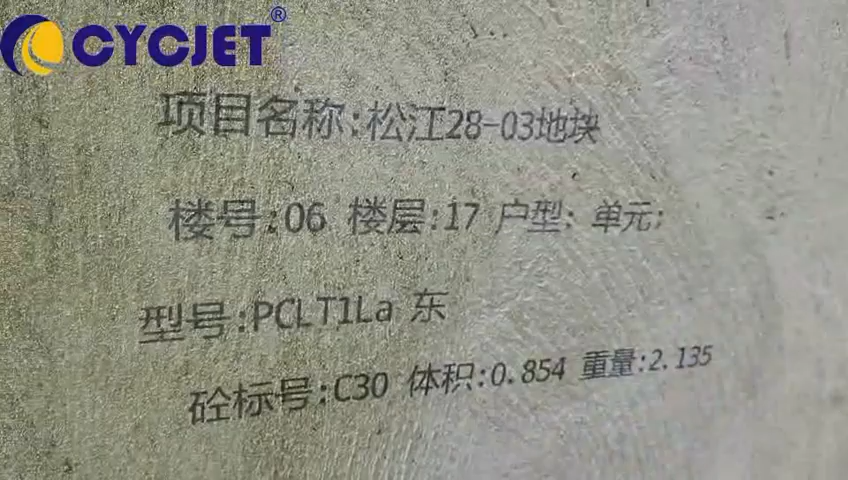 CYCJET®
项目名称:松江28-03地块
楼号:06 楼层:17 户型: 单元:
型号:PCLT1La 东
砼标号:C30 体积:0.854 重量:2.135